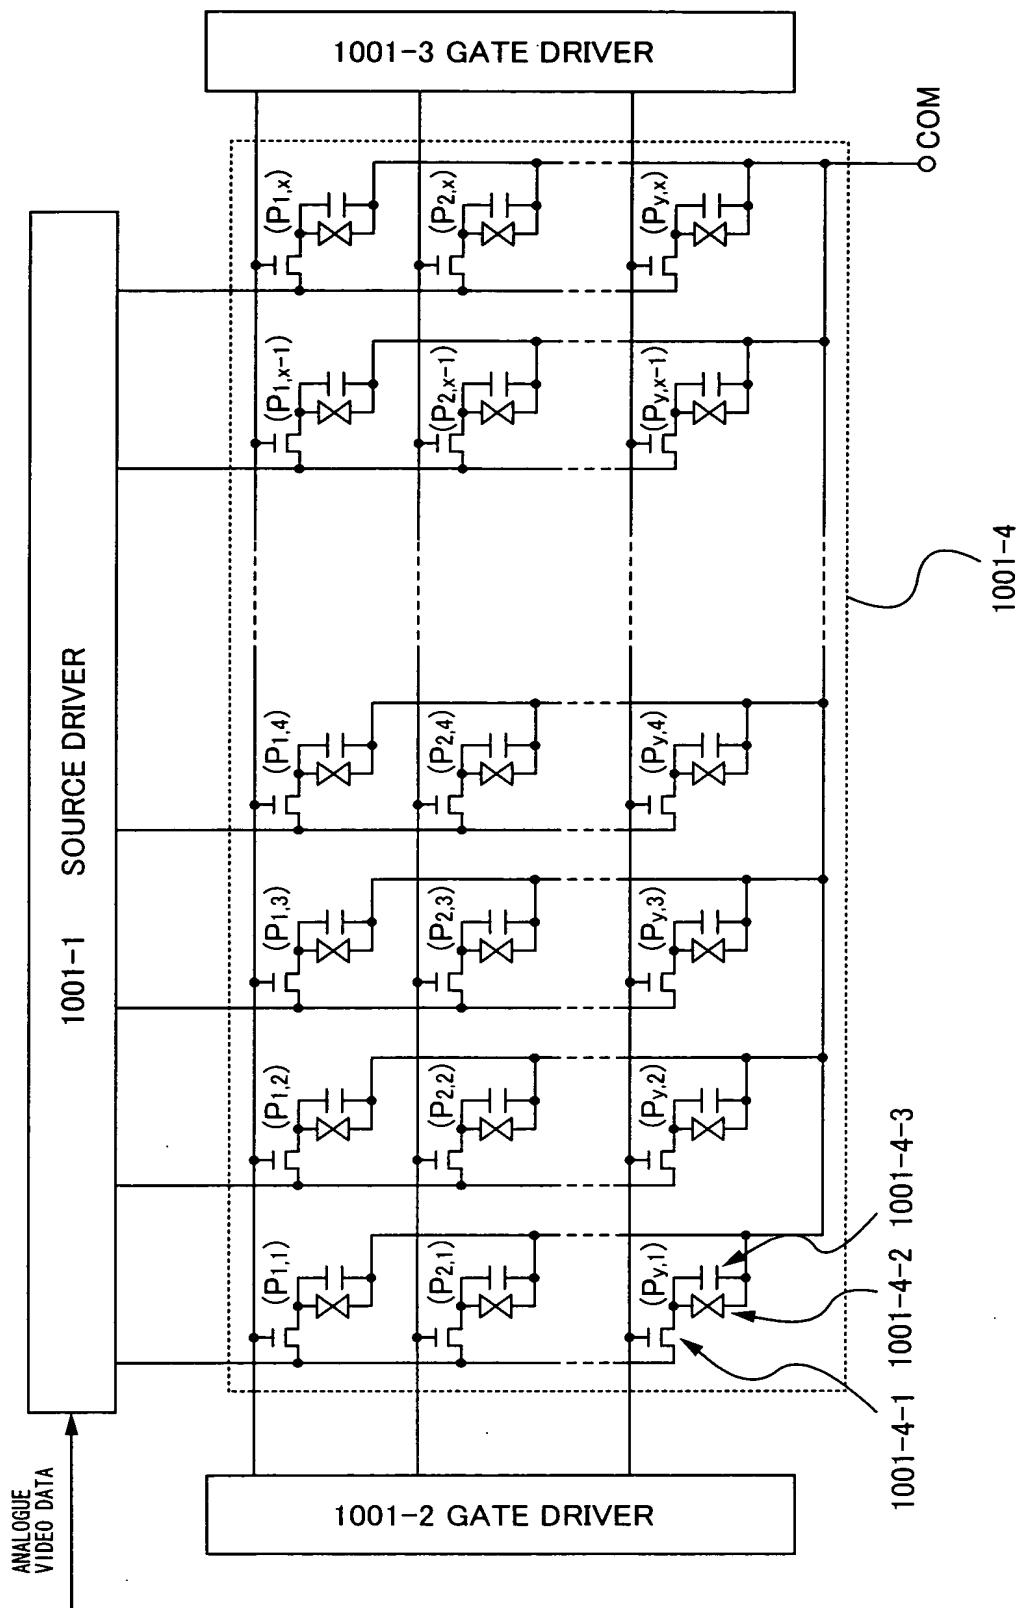 ANALOGUE
VIDEO DATA
1001-1 SOURCE DRIVER
1001-2 GATE DRIVER
1001-3 GATE DRIVER
(P1,1)
(P1,2)
(P1,3)
(P1,4)
(P1,x-1)
(P1,x)
(P2,1)
(P2,2)
(P2,3)
(P2,4)
(P2,x-1)
(P2,x)
(Py,1)
(Py,2)
(Py,3)
(Py,4)
(Py,x-1)
(Py,x)
COM
1001-4-1
1001-4-2
1001-4-3
1001-4